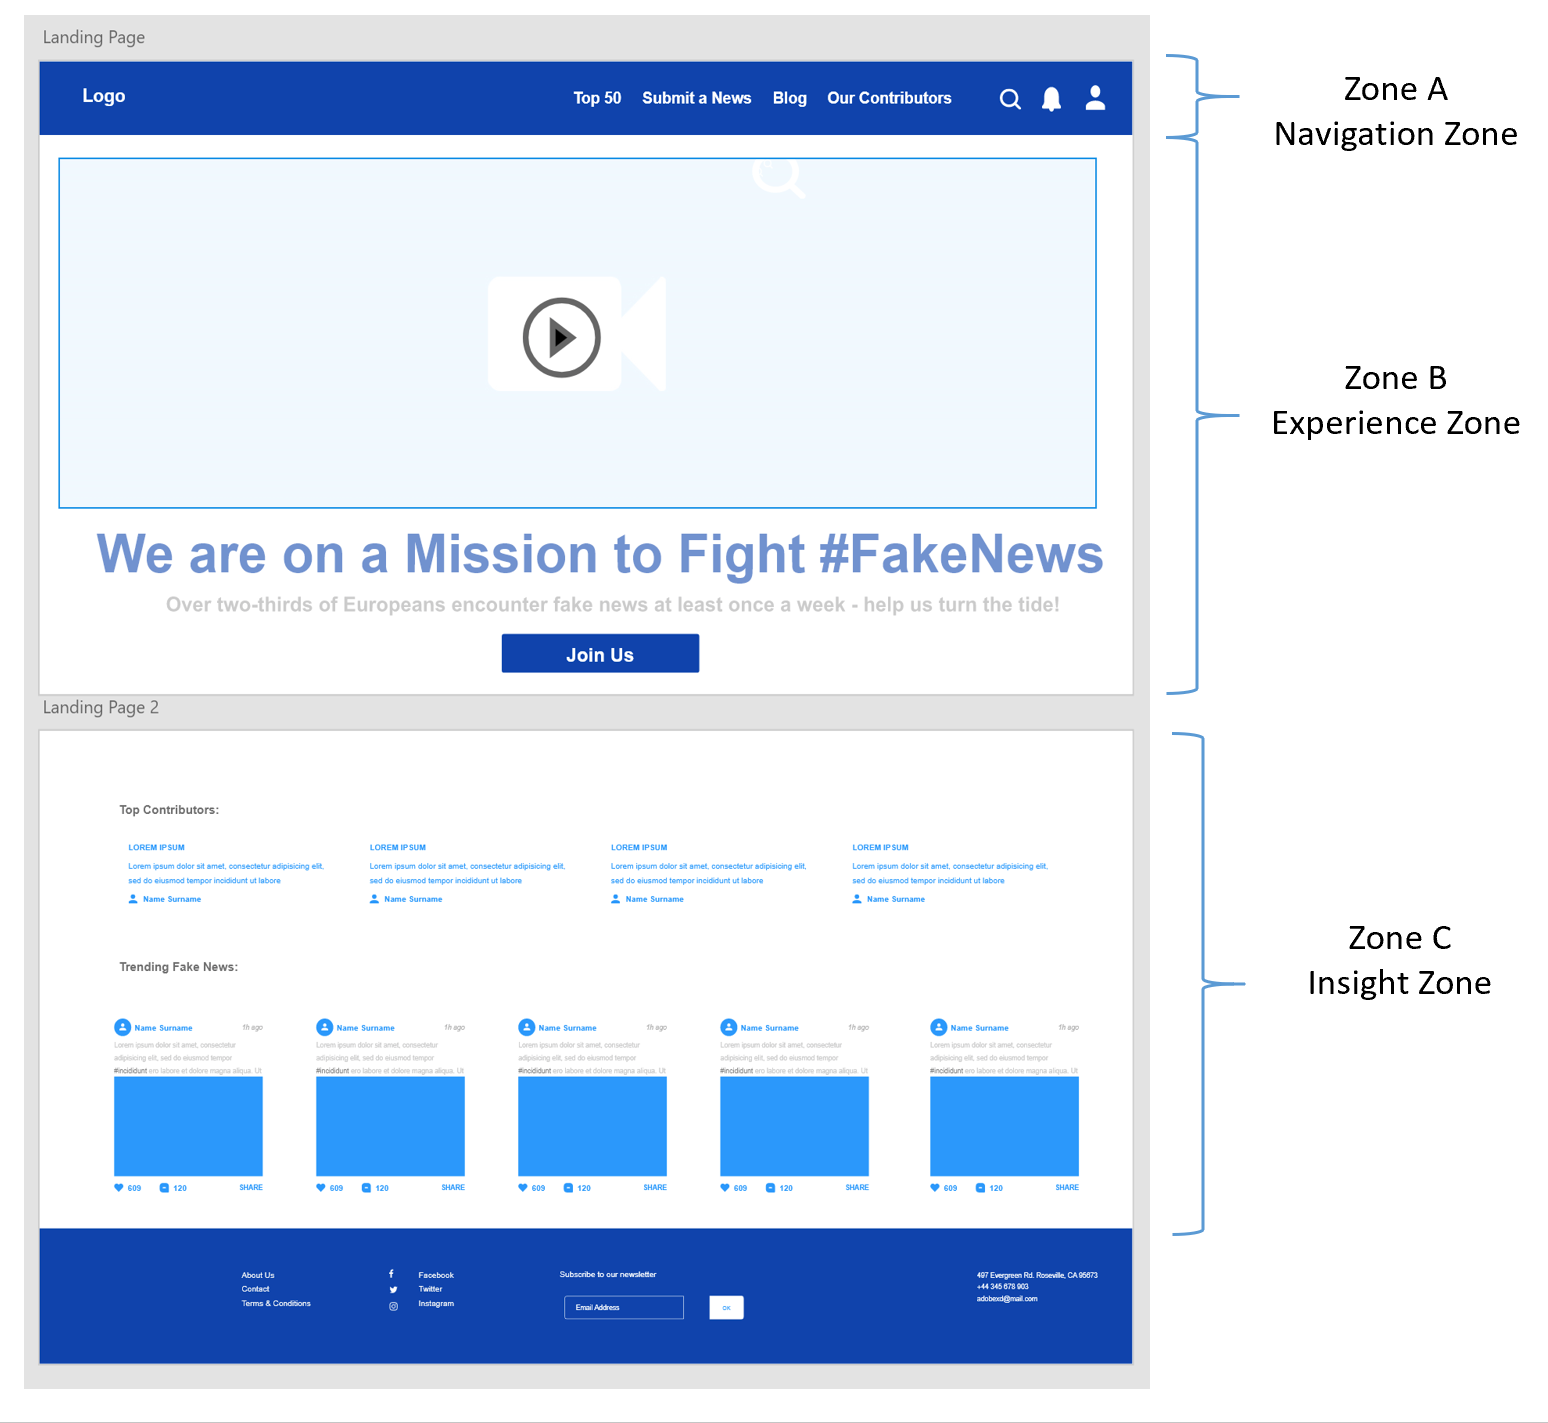 Landing Page
Logo
Top 50 Submit a News Blog Our Contributors
Zone A
Navigation Zone
We are on a Mission to Fight #FakeNews
Over two-thirds of Europeans encounter fake news at least once a week - help us turn the tide!
Join Us
Zone B
Experience Zone
Landing Page 2
Top Contributors:
LOREM IPSUM
Lorem ipsum dolor sit amet, consectetur adipisicing elit,
sed do eiusmod tempor incididunt ut labore
Name Surname
LOREM IPSUM
Lorem ipsum dolor sit amet, consectetur adipisicing elit,
sed do eiusmod tempor incididunt ut labore
Name Surname
LOREM IPSUM
Lorem ipsum dolor sit amet, consectetur adipisicing elit,
sed do eiusmod tempor incididunt ut labore
Name Surname
LOREM IPSUM
Lorem ipsum dolor sit amet, consectetur adipisicing elit,
sed do eiusmod tempor incididunt ut labore
Name Surname
Trending Fake News:
Name Surname 1h ago
Lorem ipsum dolor sit amet, consectetur
adipisicing elit, sed do eiusmod tempor
#incididunt ero labore et dolore magna aliqua. Ut
609 120 SHARE
Name Surname 1h ago
Lorem ipsum dolor sit amet, consectetur
adipisicing elit, sed do eiusmod tempor
#incididunt ero labore et dolore magna aliqua. Ut
609 120 SHARE
Name Surname 1h ago
Lorem ipsum dolor sit amet, consectetur
adipisicing elit, sed do eiusmod tempor
#incididunt ero labore et dolore magna aliqua. Ut
609 120 SHARE
Name Surname 1h ago
Lorem ipsum dolor sit amet, consectetur
adipisicing elit, sed do eiusmod tempor
#incididunt ero labore et dolore magna aliqua. Ut
609 120 SHARE
Name Surname 1h ago
Lorem ipsum dolor sit amet, consectetur
adipisicing elit, sed do eiusmod tempor
#incididunt ero labore et dolore magna aliqua. Ut
609 120 SHARE
Zone C
Insight Zone
About Us
Contact
Terms & Conditions
Facebook
Twitter
Instagram
Subscribe to our newsletter
Email Address
OK
497 Evergreen Rd. Roseville, CA 95673
+44 345 678 903
adobexd@mail.com